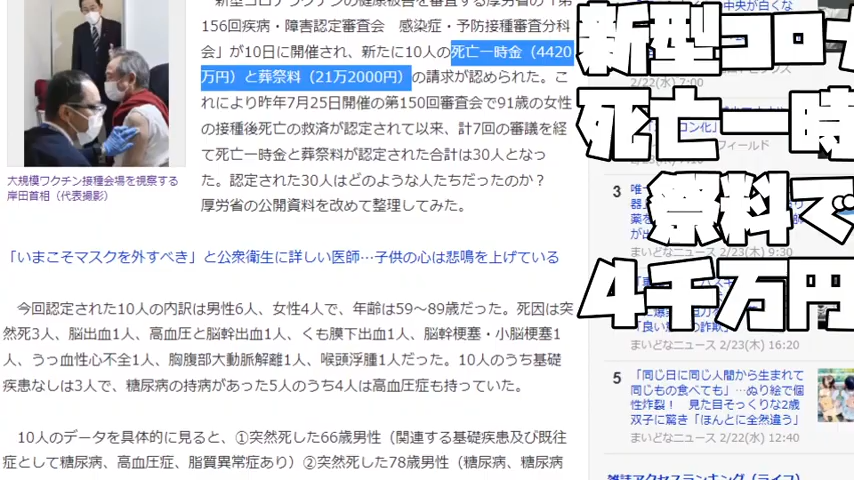 新型コロナワクチンの健康被害を審査する厚労省の「第
156回疾病・障害認定審査会　感染症・予防接種審査分科
会」が10日に開催され、新たに10人の死亡一時金（4420
万円）と葬祭料（21万2000円）の請求が認められた。こ
れにより昨年7月25日開催の第150回審査会で91歳の女性
の接種後死亡の救済が認定されて以来、計7回の審議を経
て死亡一時金と葬祭料が認定された合計は30人となっ
た。認定された30人はどのような人たちだったのか？
厚労省の公開資料を改めて整理してみた。
大規模ワクチン接種会場を視察する
岸田首相（代表撮影）
「いまこそマスクを外すべき」と公衆衛生に詳しい医師…子供の心は悲鳴を上げている
今回認定された10人の内訳は男性6人、女性4人で、年齢は59～89歳だった。死因は突
然死3人、脳出血1人、高血圧と脳幹出血1人、くも膜下出血1人、脳幹梗塞・小脳梗塞1
人、うっ血性心不全1人、胸腹部大動脈解離1人、喉頭浮腫1人だった。10人のうち基礎
疾患なしは3人で、糖尿病の持病があった5人のうち4人は高血圧症も持っていた。
10人のデータを具体的に見ると、①突然死した66歳男性（関連する基礎疾患及び既往
症として糖尿病、高血圧症、脂質異常症あり）②突然死した78歳男性（糖尿病、糖尿病
新型コロナ
死亡一時
祭料で
4千万円
2/22(水) 7:00
3
2/23(木) 9:30
まいどなニュース 2/23(木) 16:20
5
「同じ日に同じ人間から生まれて
同じもの食べても」…ぬり絵で個
性炸裂！　見た目そっくりな2歳
双子に驚き「ほんとに全然違う」
まいどなニュース 2/22(水) 12:40
雑誌アクセスランキング（ライフ）